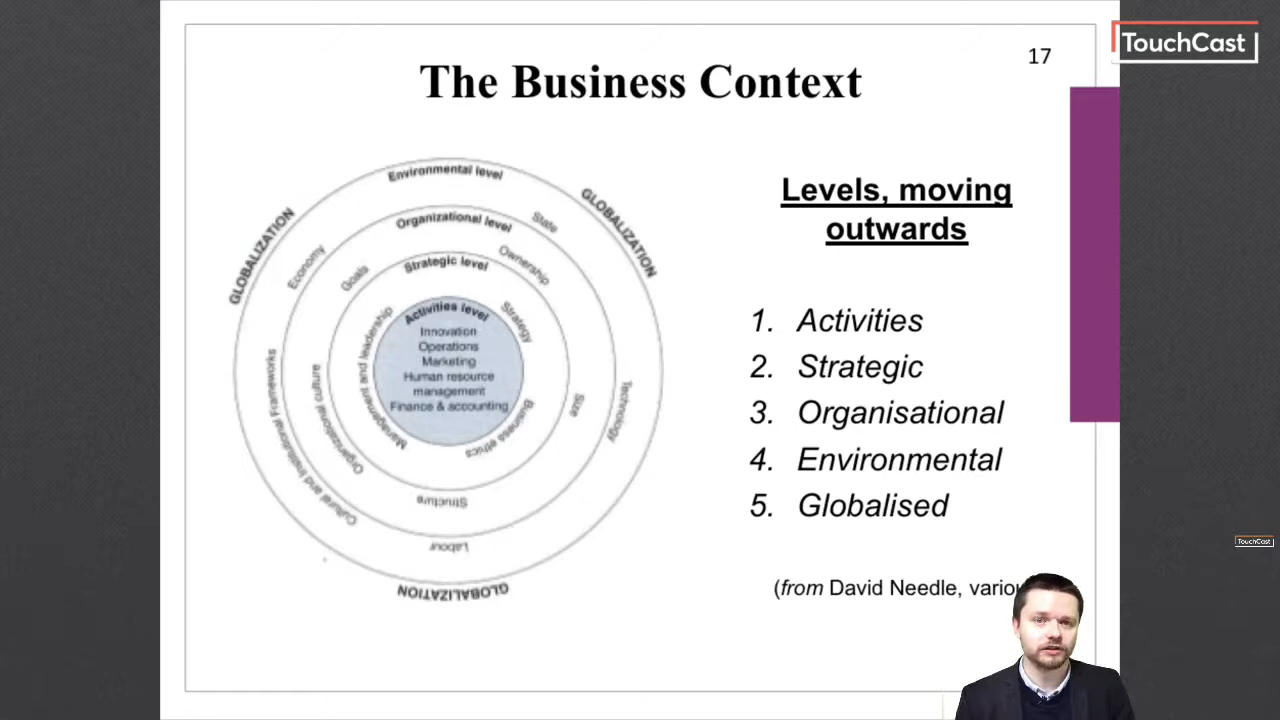 17
TouchCast
The Business Context
Environmental level
GLOBALIZATION
GLOBALIZATION
Organizational level
State
Economy
Goals
Strategic level
Ownership
Management and leadership
Activities level
Strategy
Innovation
Operations
Marketing
Human resource
management
Finance & accounting
Cultural and Institutional Frameworks
Organizational culture
Business ethics
Size
Technology
Structure
Labour
GLOBALIZATION
Levels, moving
outwards
1. Activities
2. Strategic
3. Organisational
4. Environmental
5. Globalised
TouchCast
(from David Needle,